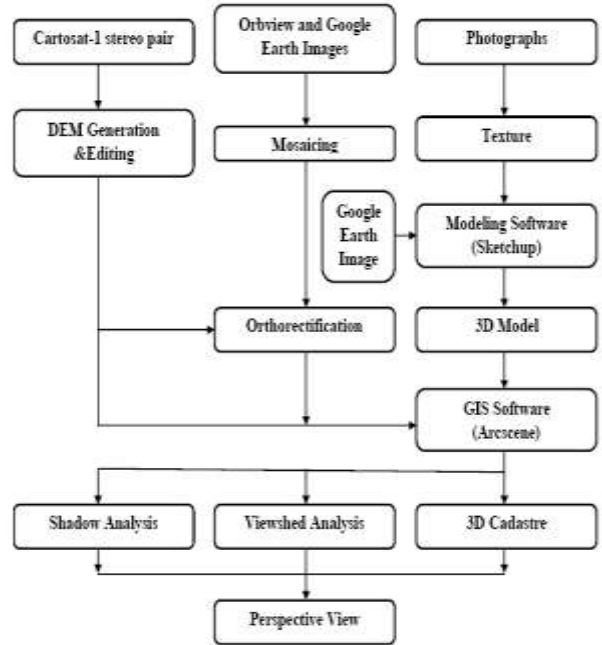 Cartosat-1 stereo pair
Orbview and Google
Earth Images
Photographs
DEM Generation
&Editing
Mosaicing
Texture
Google
Earth
Image
Modeling Software
(Sketchup)
Orthorectification
3D Model
GIS Software
(Arcscene)
Shadow Analysis
Viewshed Analysis
3D Cadastre
Perspective View